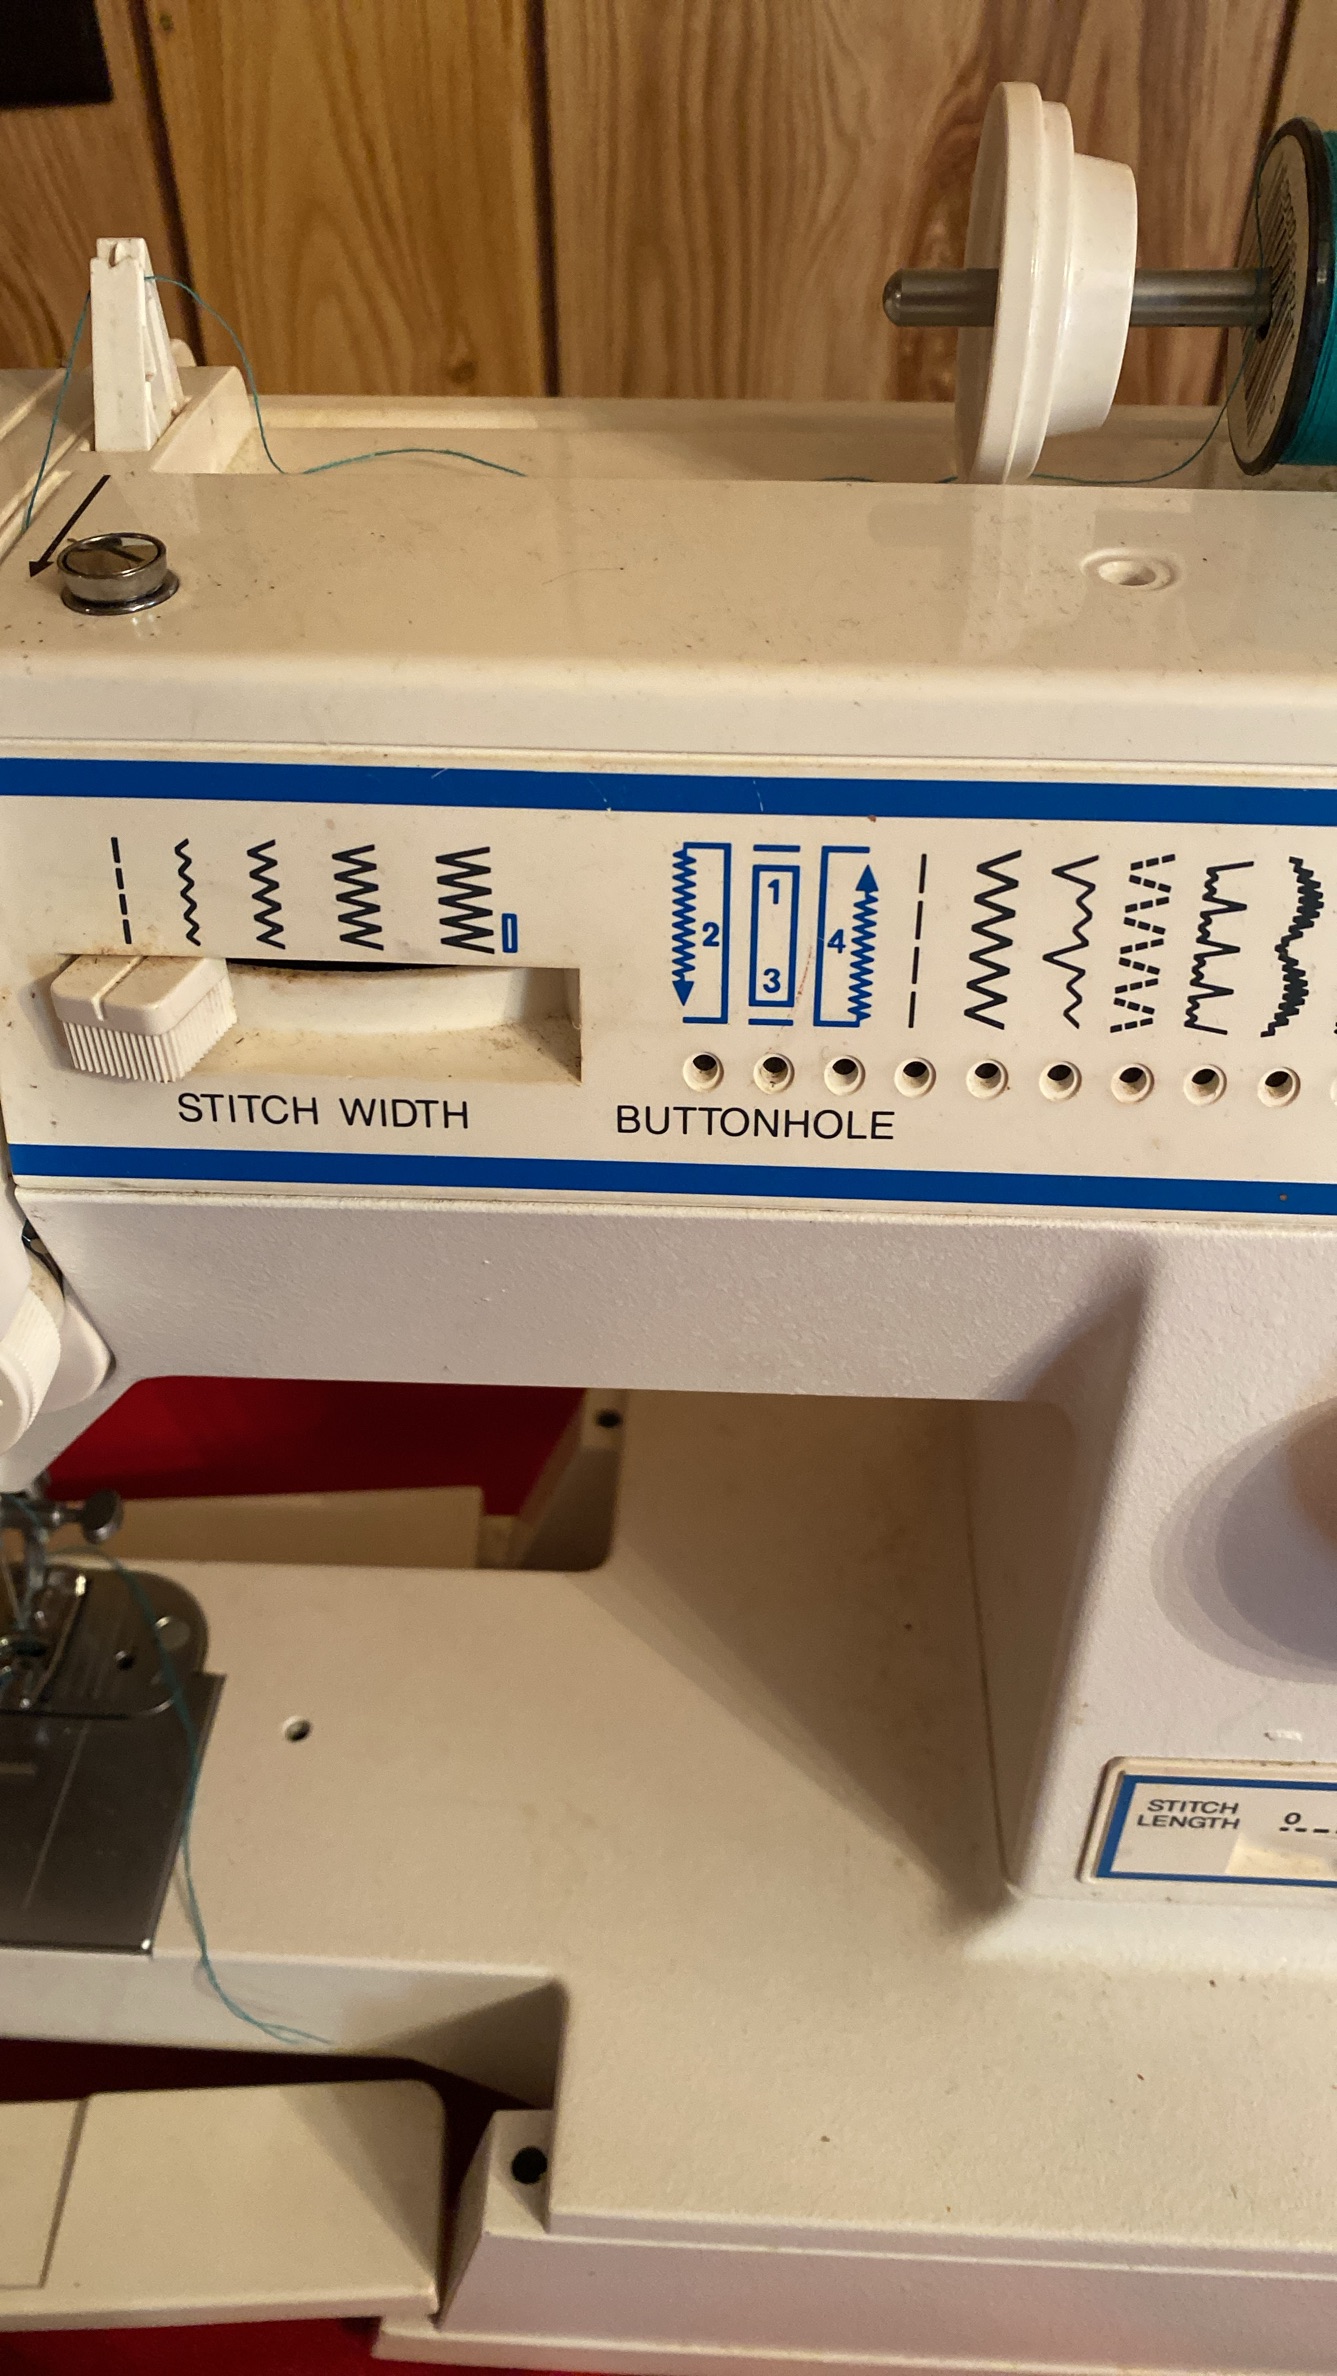 2
1
3
4
STITCH WIDTH
BUTTONHOLE
STITCH
LENGTH
0